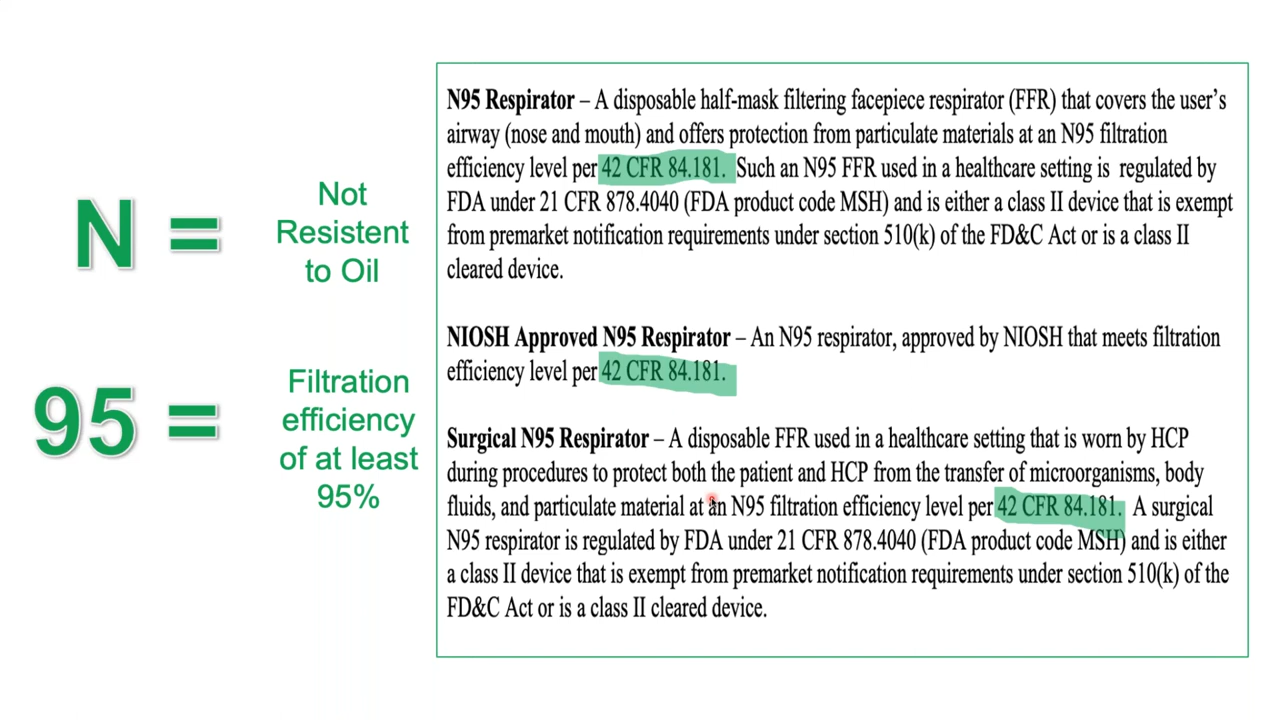 N =
Not
Resistent
to Oil
95 =
Filtration
efficiency
of at least
95%
N95 Respirator – A disposable half-mask filtering facepiece respirator (FFR) that covers the user’s
airway (nose and mouth) and offers protection from particulate materials at an N95 filtration
efficiency level per 42 CFR 84.181. Such an N95 FFR used in a healthcare setting is regulated by
FDA under 21 CFR 878.4040 (FDA product code MSH) and is either a class II device that is exempt
from premarket notification requirements under section 510(k) of the FD&C Act or is a class II
cleared device.
NIOSH Approved N95 Respirator – An N95 respirator, approved by NIOSH that meets filtration
efficiency level per 42 CFR 84.181.
Surgical N95 Respirator – A disposable FFR used in a healthcare setting that is worn by HCP
during procedures to protect both the patient and HCP from the transfer of microorganisms, body
fluids, and particulate material at an N95 filtration efficiency level per 42 CFR 84.181. A surgical
N95 respirator is regulated by FDA under 21 CFR 878.4040 (FDA product code MSH) and is either
a class II device that is exempt from premarket notification requirements under section 510(k) of the
FD&C Act or is a class II cleared device.